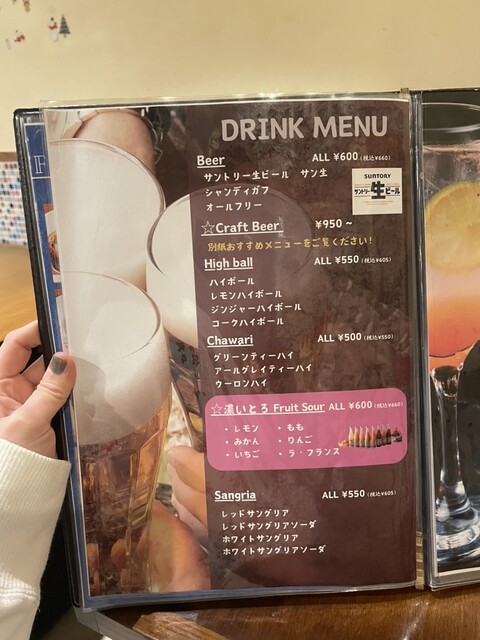 DRINK MENU
Beer ALL ¥600 (税込¥660)
サントリー生ビール サン生
シャンディガフ
オールフリー
SUNTORY
サントリー生ビール
☆Craft Beer ¥950 ~
別紙おすすめメニューをご覧ください!
High ball ALL ¥550 (税込¥605)
ハイボール
レモンハイボール
ジンジャーハイボール
コークハイボール
Chawari ALL ¥500 (税込¥550)
グリーンティーハイ
アールグレイティーハイ
ウーロンハイ
☆濃いとろ Fruit Sour ALL ¥600 (税込¥660)
・レモン ・もも
・みかん ・りんご
・いちご ・ラ・フランス
Sangria ALL ¥550 (税込¥605)
レッドサングリア
レッドサングリアソーダ
ホワイトサングリア
ホワイトサングリアソーダ